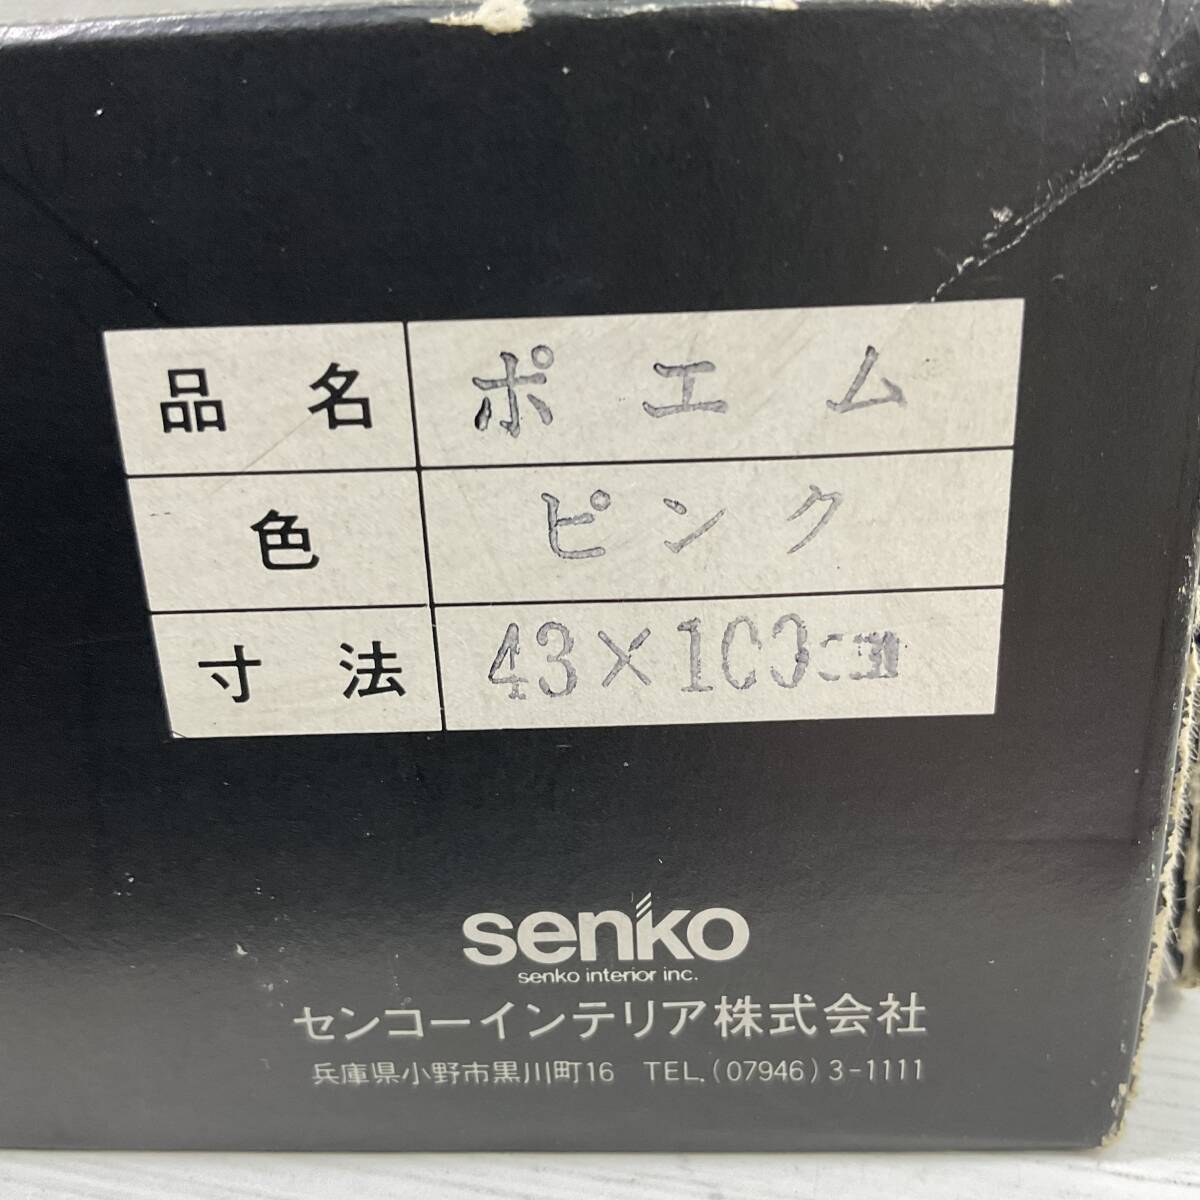 品名 ポエム
色 ピンク
寸法 43×100cm
senko
senko interior inc.
センコーインテリア株式会社
兵庫県小野市黒川町16 TEL.(07946)3-1111